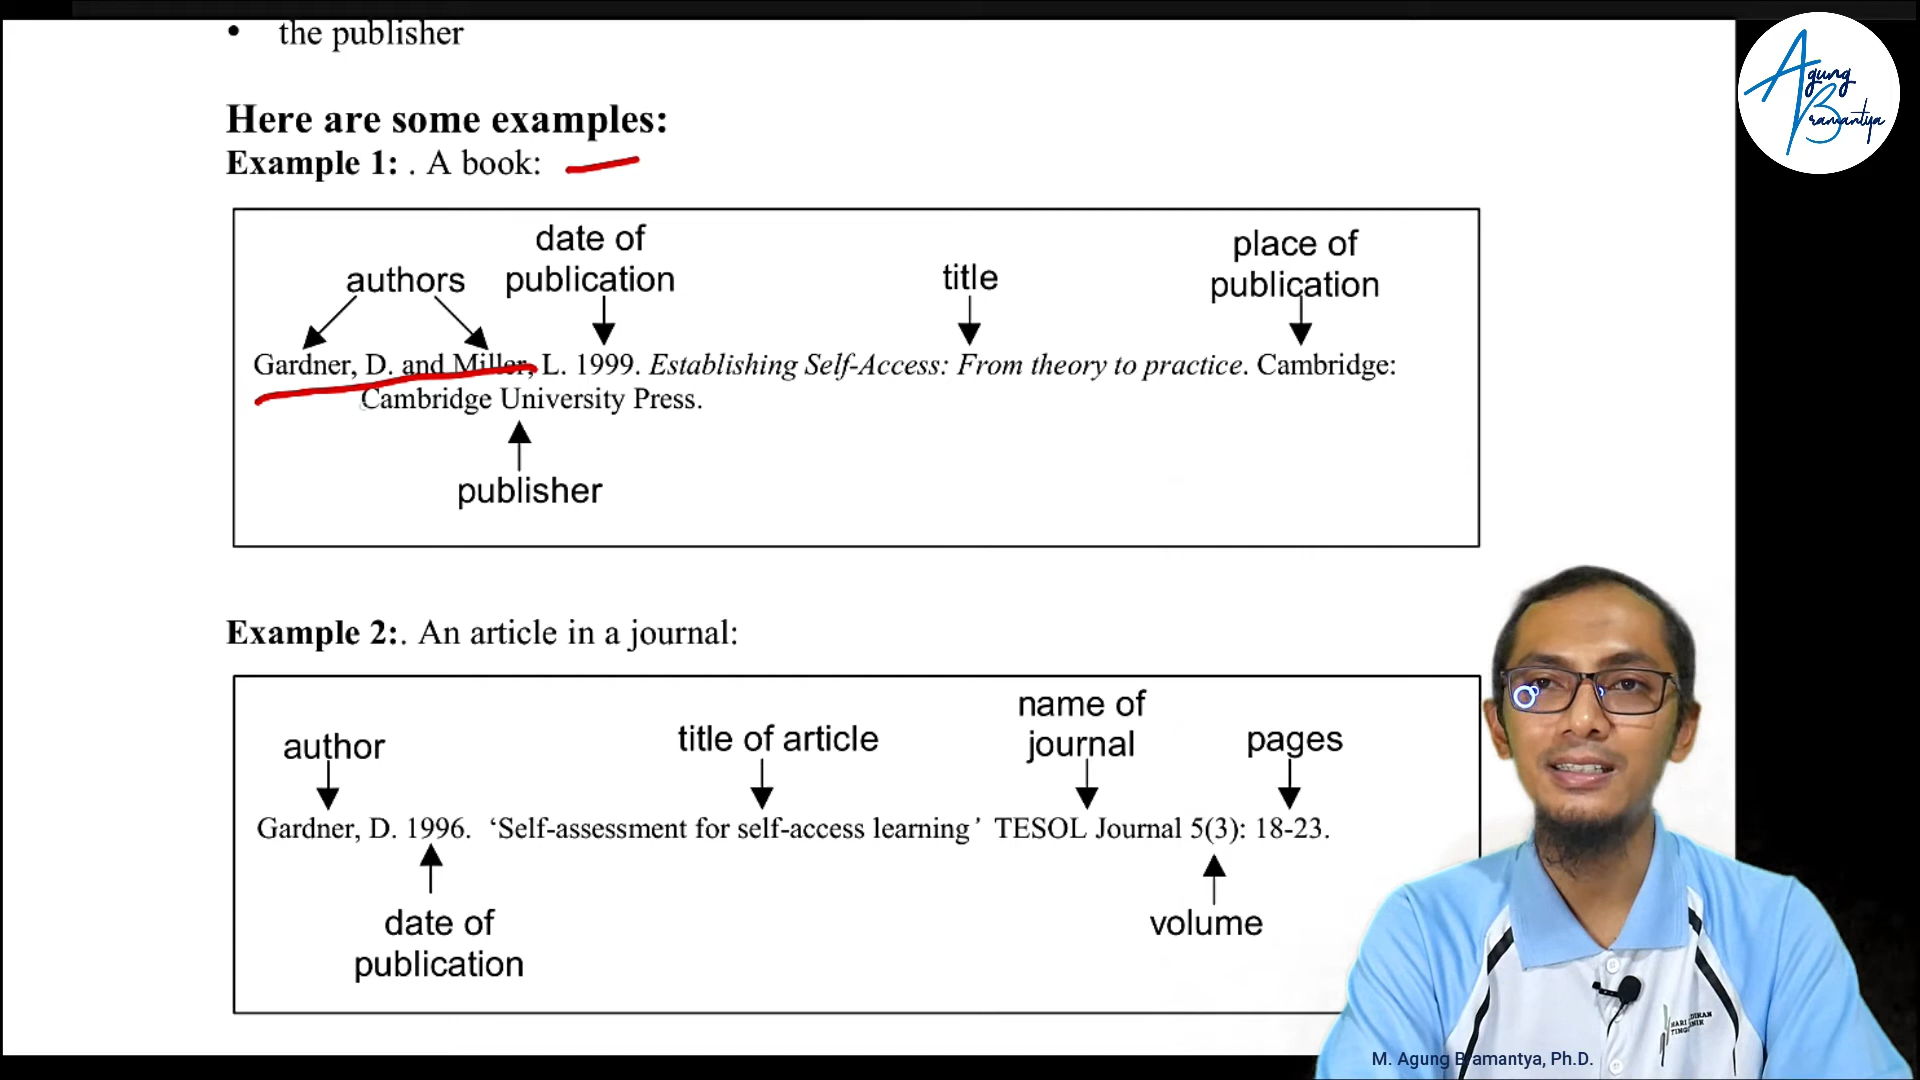 • the publisher
Agung
Bramantya
Here are some examples:
Example 1: . A book:
date of
publication
place of
publication
authors
title
Gardner, D. and Miller, L. 1999. Establishing Self-Access: From theory to practice. Cambridge:
Cambridge University Press.
publisher
Example 2:. An article in a journal:
name of
journal
author
title of article
pages
Gardner, D. 1996. ‘Self-assessment for self-access learning’ TESOL Journal 5(3): 18-23.
date of
publication
volume
M. Agung Bramantya, Ph.D.